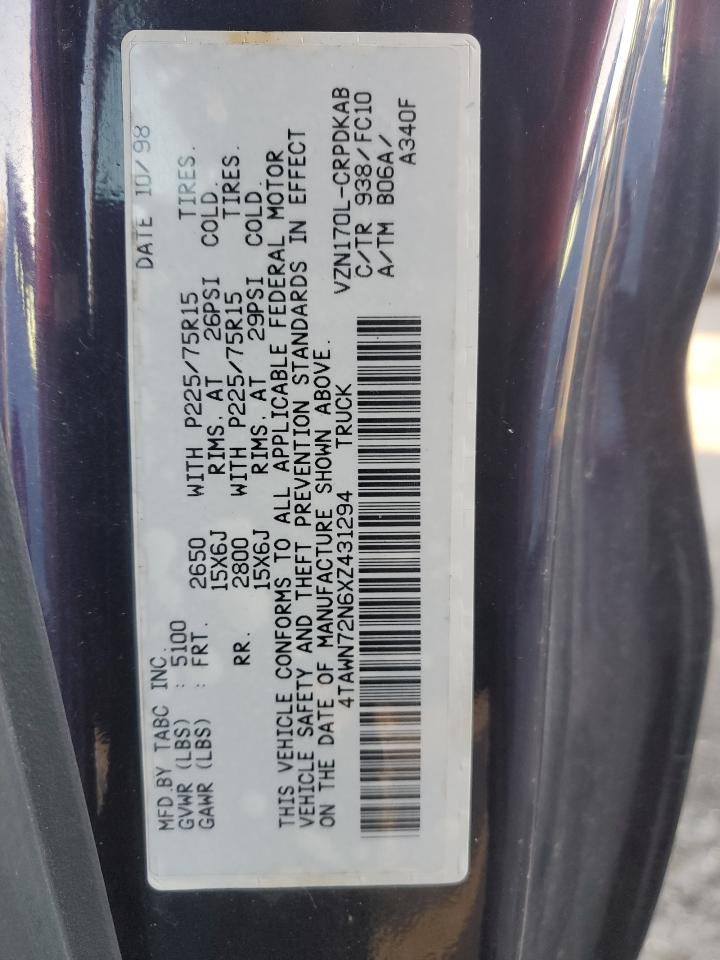 DATE 10/98
MFD.BY TABC INC.
GVWR (LBS) : 5100
GAWR (LBS) : FRT. 2650 WITH P225/75R15 TIRES.
15X6J RIMS. AT 26PSI COLD.
RR. 2800 WITH P225/75R15 TIRES.
15X6J RIMS. AT 29PSI COLD.
THIS VEHICLE CONFORMS TO ALL APPLICABLE FEDERAL MOTOR
VEHICLE SAFETY AND THEFT PREVENTION STANDARDS IN EFFECT
ON THE DATE OF MANUFACTURE SHOWN ABOVE.
4TAWN72N6XZ431294 TRUCK
VZN170L-CRPDKAB
C/TR 938/FC10
A/TM B06A/
A340F